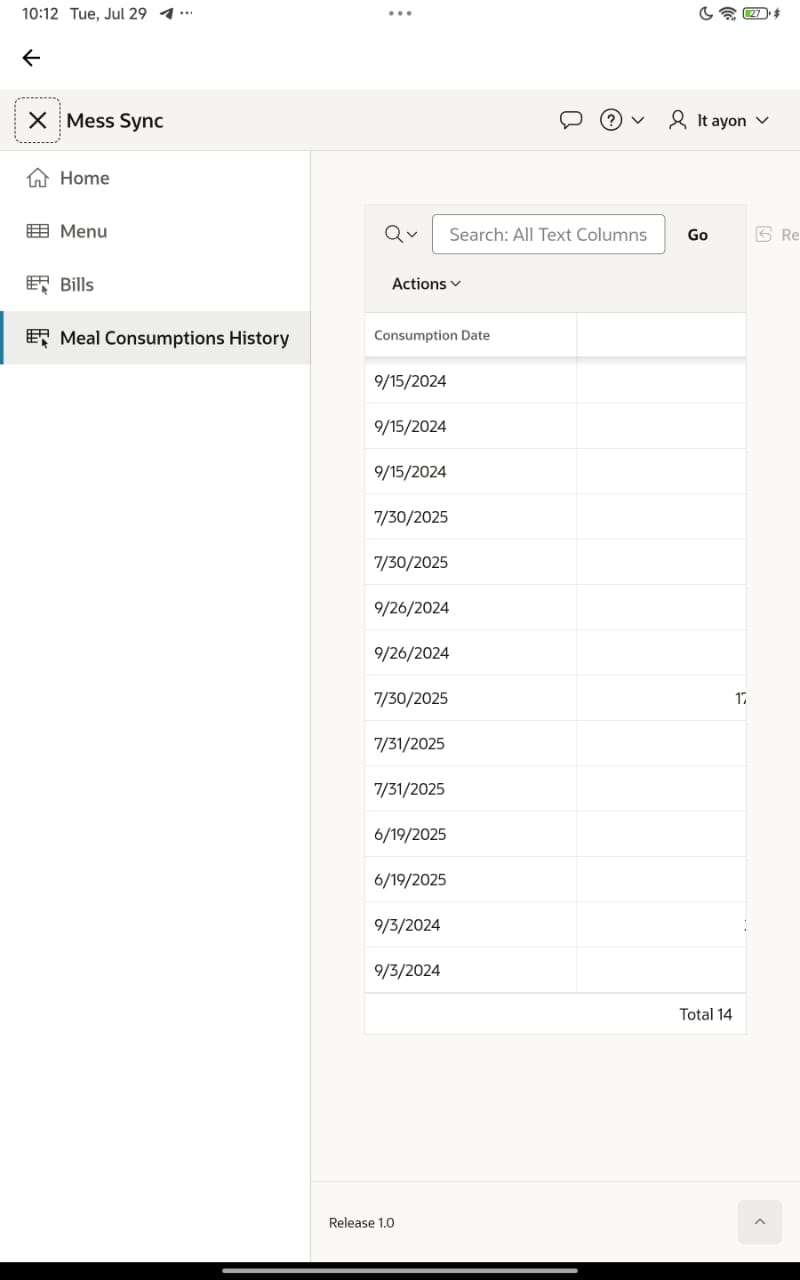 10:12 Tue, Jul 29
27
Mess Sync
It ayon
Home
Menu
Bills
Meal Consumptions History
Search: All Text Columns
Go
Re
Actions
Consumption Date
9/15/2024
9/15/2024
9/15/2024
7/30/2025
7/30/2025
9/26/2024
9/26/2024
7/30/2025 17
7/31/2025
7/31/2025
6/19/2025
6/19/2025
9/3/2024
9/3/2024
Total 14
Release 1.0